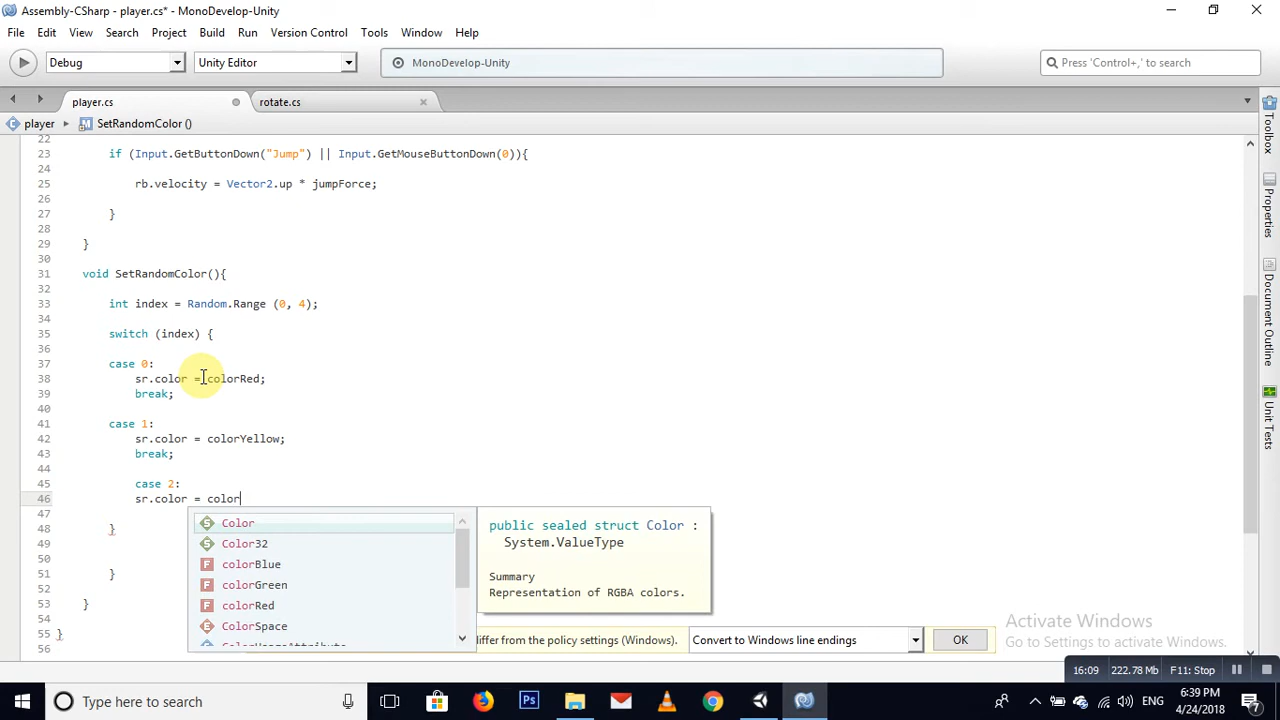 Assembly-CSharp - player.cs* - MonoDevelop-Unity
File Edit View Search Project Build Run Version Control Tools Window Help
Debug Unity Editor MonoDevelop-Unity Press 'Control+,' to search
player.cs rotate.cs
player SetRandomColor ()
22
23 if (Input.GetButtonDown("Jump") || Input.GetMouseButtonDown(0)){
24
25 rb.velocity = Vector2.up * jumpForce;
26
27 }
28
29 }
30
31 void SetRandomColor(){
32
33 int index = Random.Range (0, 4);
34
35 switch (index) {
36
37 case 0:
38 sr.color = colorRed;
39 break;
40
41 case 1:
42 sr.color = colorYellow;
43 break;
44
45 case 2:
46 sr.color = color
47
48 }
49
50
51 }
52
53 }
54
55 }
56
Color
Color32
colorBlue
colorGreen
colorRed
ColorSpace
ColorUsageAttribute
public sealed struct Color :
System.ValueType
Summary
Representation of RGBA colors.
differ from the policy settings (Windows). Convert to Windows line endings OK
Toolbox
Properties
Document Outline
Unit Tests
Activate Windows
Go to Settings to activate Windows.
16:09 222.78 MB F11: Stop
Type here to search
Ps
ENG
6:39 PM
4/24/2018
7